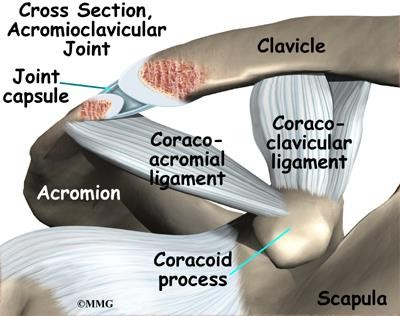 Cross Section,
Acromioclavicular
Joint
Joint
capsule
Clavicle
Coraco-
acromial
ligament
Coraco-
clavicular
ligament
Acromion
Coracoid
process
Scapula
©MMG